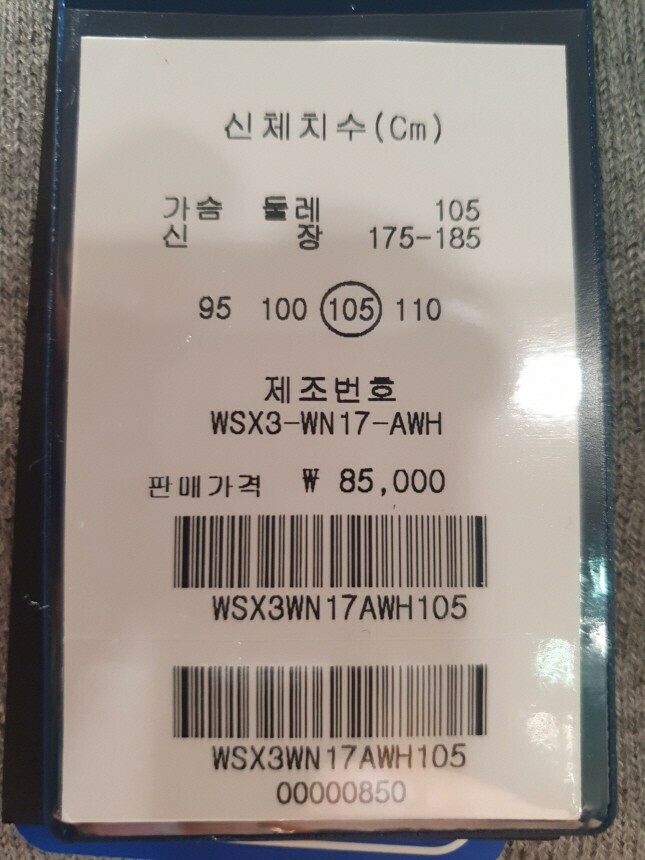 신체치수(Cm)
가슴 둘레 105
신 장 175-185
95 100 105 110
제조번호
WSX3-WN17-AWH
판매가격 ₩ 85,000
WSX3WN17AWH105
WSX3WN17AWH105
00000850